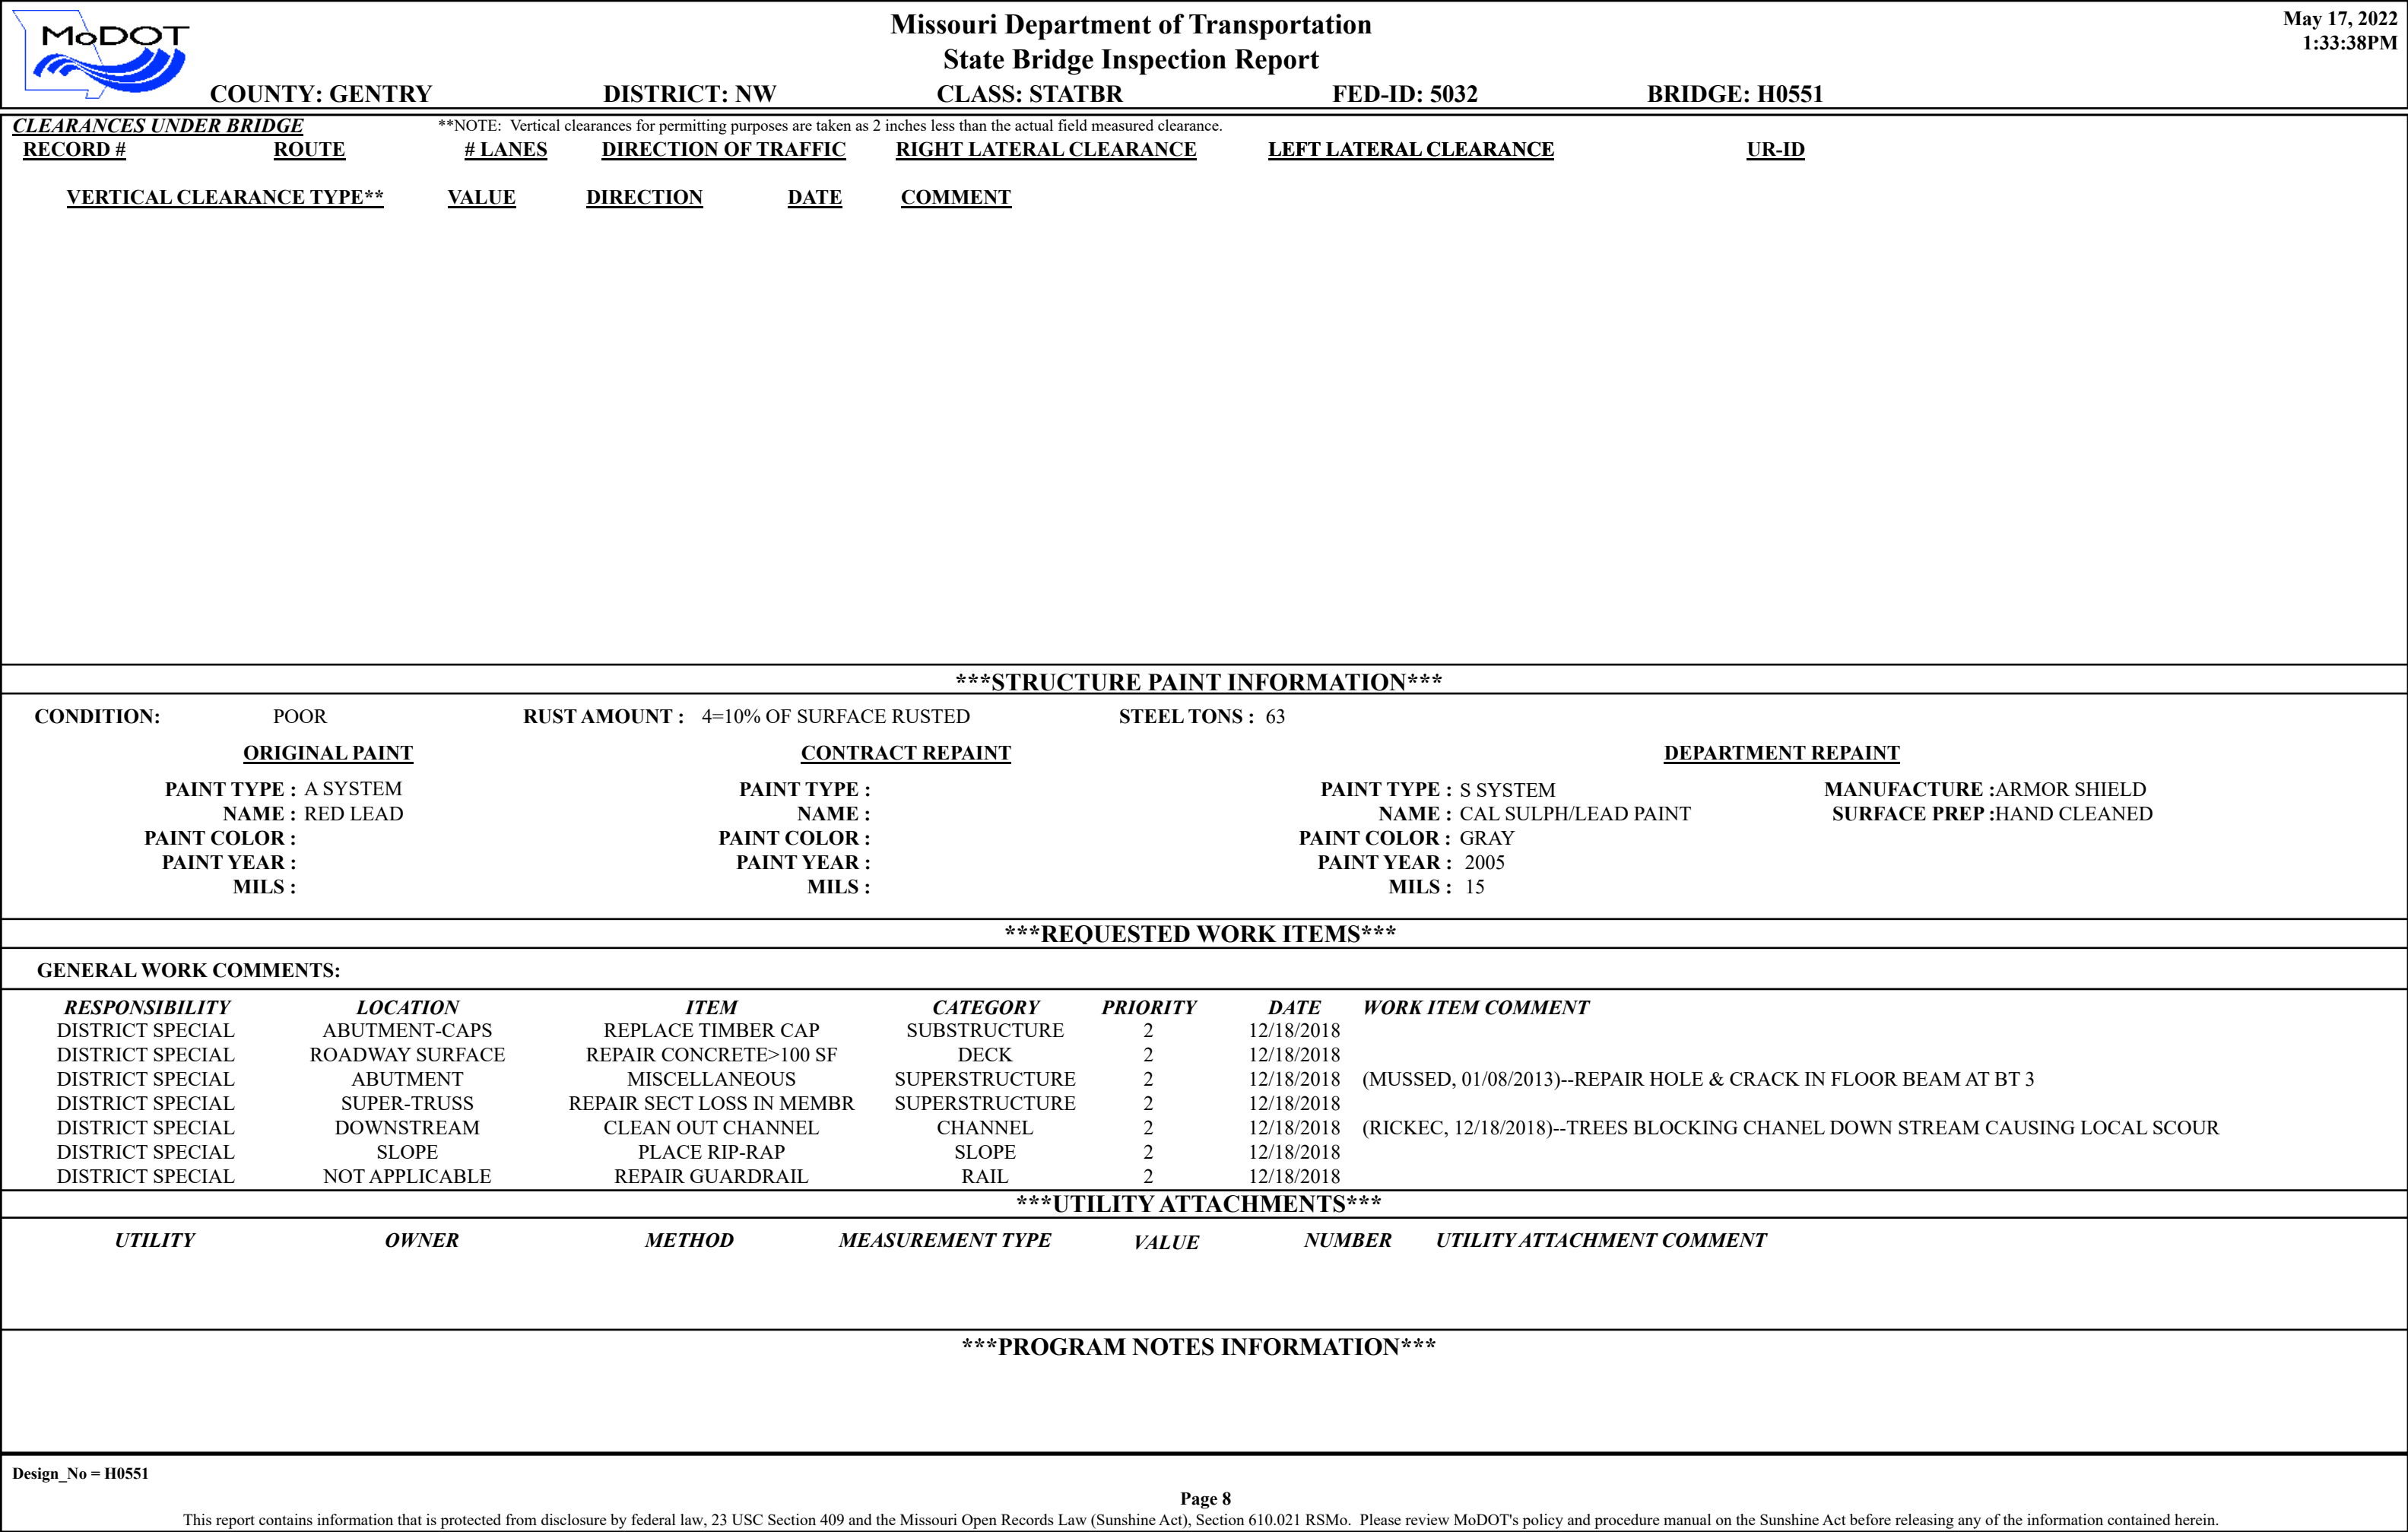 MoDOT
Missouri Department of Transportation
State Bridge Inspection Report
May 17, 2022
1:33:38PM
COUNTY: GENTRY DISTRICT: NW CLASS: STATBR FED-ID: 5032 BRIDGE: H0551
CLEARANCES UNDER BRIDGE **NOTE: Vertical clearances for permitting purposes are taken as 2 inches less than the actual field measured clearance.
RECORD # ROUTE # LANES DIRECTION OF TRAFFIC RIGHT LATERAL CLEARANCE LEFT LATERAL CLEARANCE UR-ID
VERTICAL CLEARANCE TYPE** VALUE DIRECTION DATE COMMENT
***STRUCTURE PAINT INFORMATION***
CONDITION: POOR RUST AMOUNT : 4=10% OF SURFACE RUSTED STEEL TONS : 63
ORIGINAL PAINT CONTRACT REPAINT DEPARTMENT REPAINT
PAINT TYPE : A SYSTEM PAINT TYPE : PAINT TYPE : S SYSTEM MANUFACTURE :ARMOR SHIELD
NAME : RED LEAD NAME : NAME : CAL SULPH/LEAD PAINT SURFACE PREP :HAND CLEANED
PAINT COLOR : PAINT COLOR : PAINT COLOR : GRAY
PAINT YEAR : PAINT YEAR : PAINT YEAR : 2005
MILS : MILS : MILS : 15
***REQUESTED WORK ITEMS***
GENERAL WORK COMMENTS:
RESPONSIBILITY LOCATION ITEM CATEGORY PRIORITY DATE WORK ITEM COMMENT
DISTRICT SPECIAL ABUTMENT-CAPS REPLACE TIMBER CAP SUBSTRUCTURE 2 12/18/2018
DISTRICT SPECIAL ROADWAY SURFACE REPAIR CONCRETE>100 SF DECK 2 12/18/2018
DISTRICT SPECIAL ABUTMENT MISCELLANEOUS SUPERSTRUCTURE 2 12/18/2018 (MUSSED, 01/08/2013)--REPAIR HOLE & CRACK IN FLOOR BEAM AT BT 3
DISTRICT SPECIAL SUPER-TRUSS REPAIR SECT LOSS IN MEMBR SUPERSTRUCTURE 2 12/18/2018
DISTRICT SPECIAL DOWNSTREAM CLEAN OUT CHANNEL CHANNEL 2 12/18/2018 (RICKEC, 12/18/2018)--TREES BLOCKING CHANEL DOWN STREAM CAUSING LOCAL SCOUR
DISTRICT SPECIAL SLOPE PLACE RIP-RAP SLOPE 2 12/18/2018
DISTRICT SPECIAL NOT APPLICABLE REPAIR GUARDRAIL RAIL 2 12/18/2018
***UTILITY ATTACHMENTS***
UTILITY OWNER METHOD MEASUREMENT TYPE VALUE NUMBER UTILITY ATTACHMENT COMMENT
***PROGRAM NOTES INFORMATION***
Design_No = H0551
Page 8
This report contains information that is protected from disclosure by federal law, 23 USC Section 409 and the Missouri Open Records Law (Sunshine Act), Section 610.021 RSMo. Please review MoDOT's policy and procedure manual on the Sunshine Act before releasing any of the information contained herein.